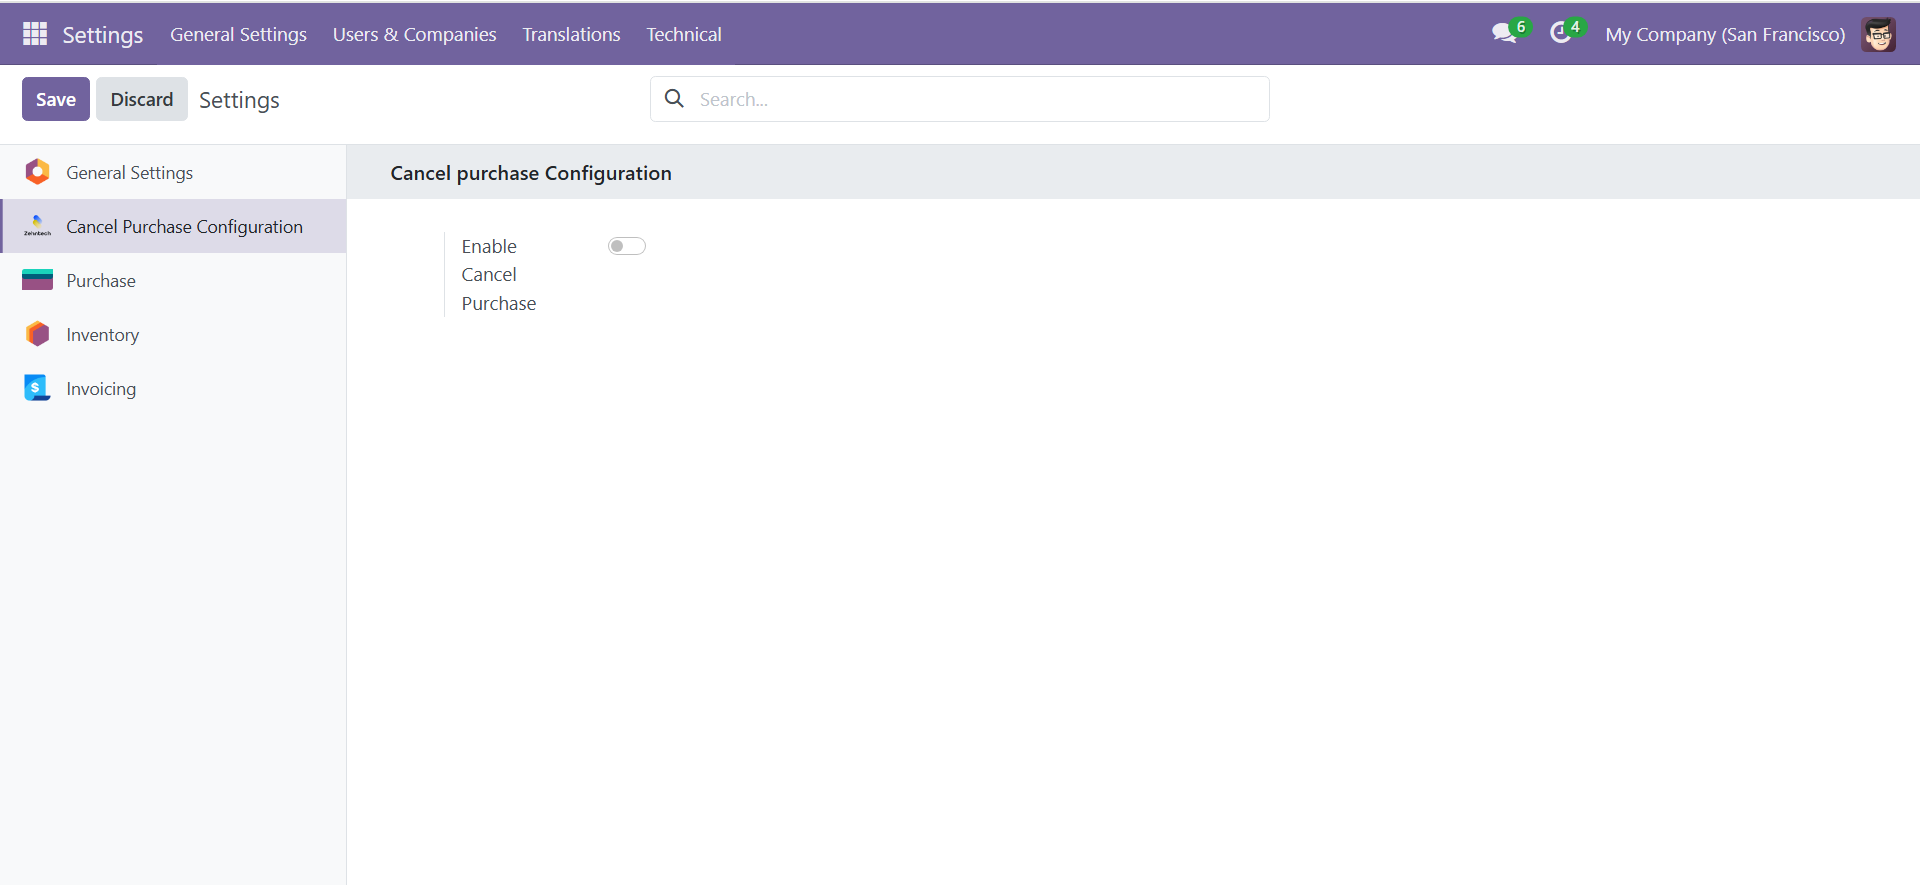 Settings General Settings Users & Companies Translations Technical 6 4 My Company (San Francisco)
Save Discard Settings Search...
General Settings
Cancel purchase Configuration
Zehntech Cancel Purchase Configuration
Enable
Cancel
Purchase
Purchase
Inventory
$ Invoicing